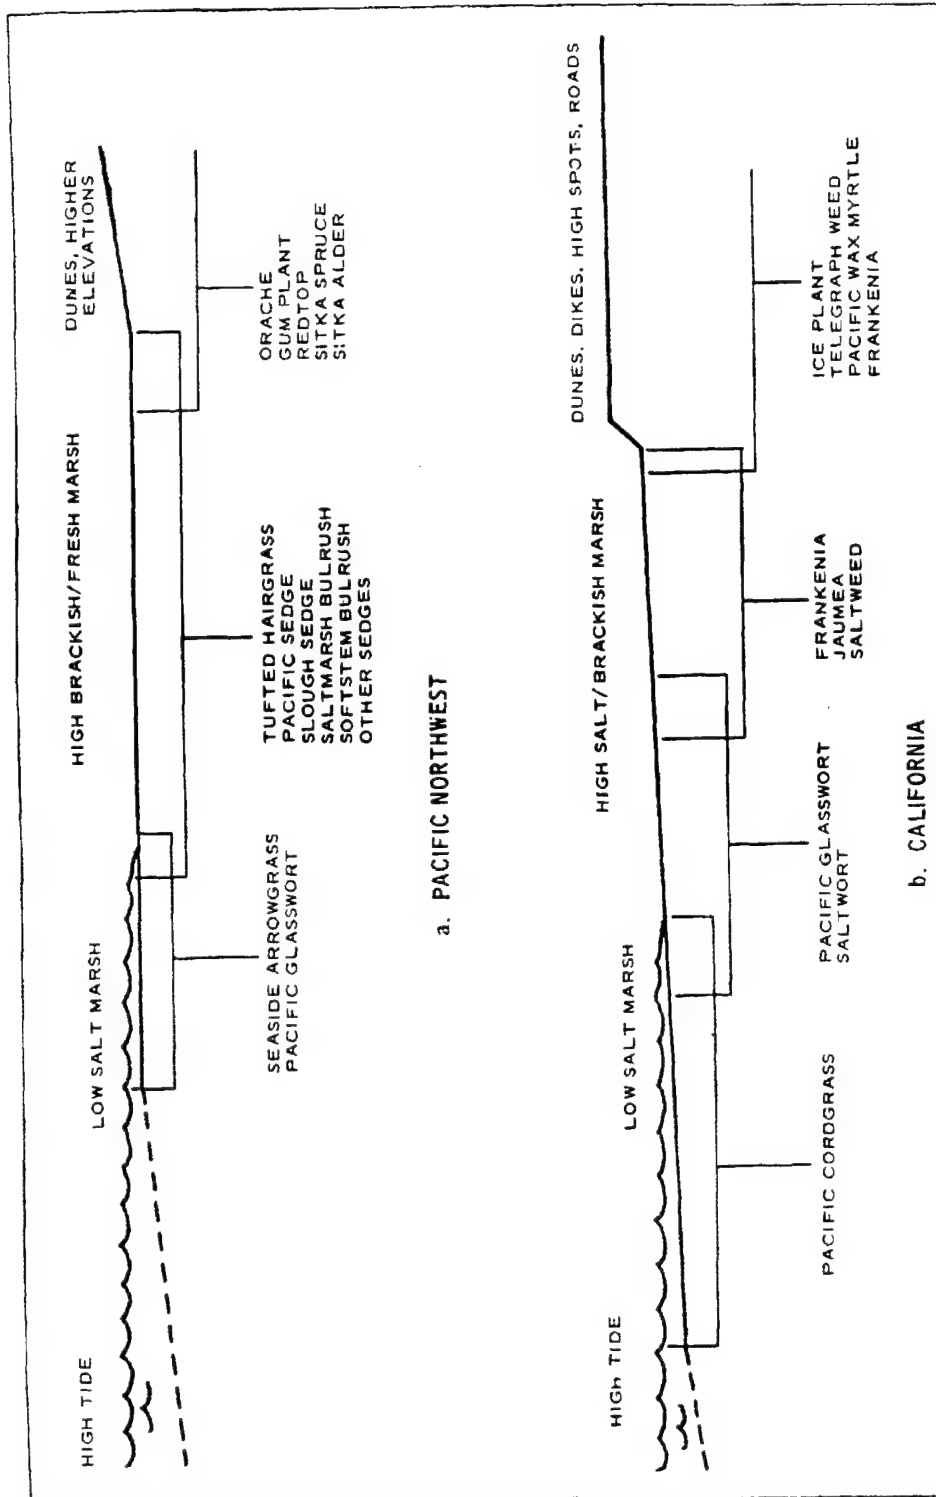 HIGH TIDE
LOW SALT MARSH
HIGH BRACKISH/FRESH MARSH
DUNES, HIGHER
ELEVATIONS
SEASIDE ARROWGRASS
PACIFIC GLASSWORT
TUFTED HAIRGRASS
PACIFIC SEDGE
SLOUGH SEDGE
SALTMARSH BULRUSH
SOFTSTEM BULRUSH
OTHER SEDGES
ORACHE
GUM PLANT
REDTOP
SITKA SPRUCE
SITKA ALDER
a. PACIFIC NORTHWEST
HIGH TIDE
LOW SALT MARSH
HIGH SALT/BRACKISH MARSH
DUNES. DIKES. HIGH SPOTS, ROADS
PACIFIC CORDGRASS
PACIFIC GLASSWORT
SALTWORT
FRANKENIA
JAUMEA
SALTWEED
ICE PLANT
TELEGRAPH WEED
PACIFIC WAX MYRTLE
FRANKENIA
b. CALIFORNIA